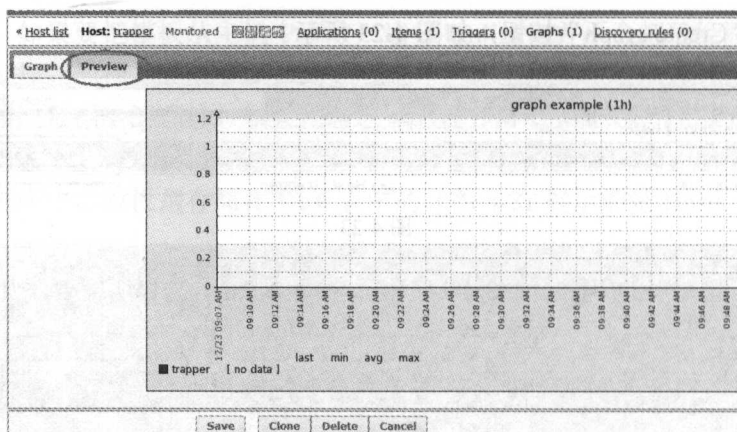 « Host list Host: trapper Monitored Applications (0) Items (1) Triggers (0) Graphs (1) Discovery rules (0)
Graph Preview
graph example (1h)
1.2
1
0.8
0.6
0.4
0.2
0
12/23 09:07 AM
09:10 AM
09:12 AM
09:14 AM
09:16 AM
09:18 AM
09:20 AM
09:22 AM
09:24 AM
09:26 AM
09:28 AM
09:30 AM
09:32 AM
09:34 AM
09:36 AM
09:38 AM
09:40 AM
09:42 AM
09:44 AM
09:46 AM
09:48 AM
last min avg max
trapper [ no data ]
Save Clone Delete Cancel